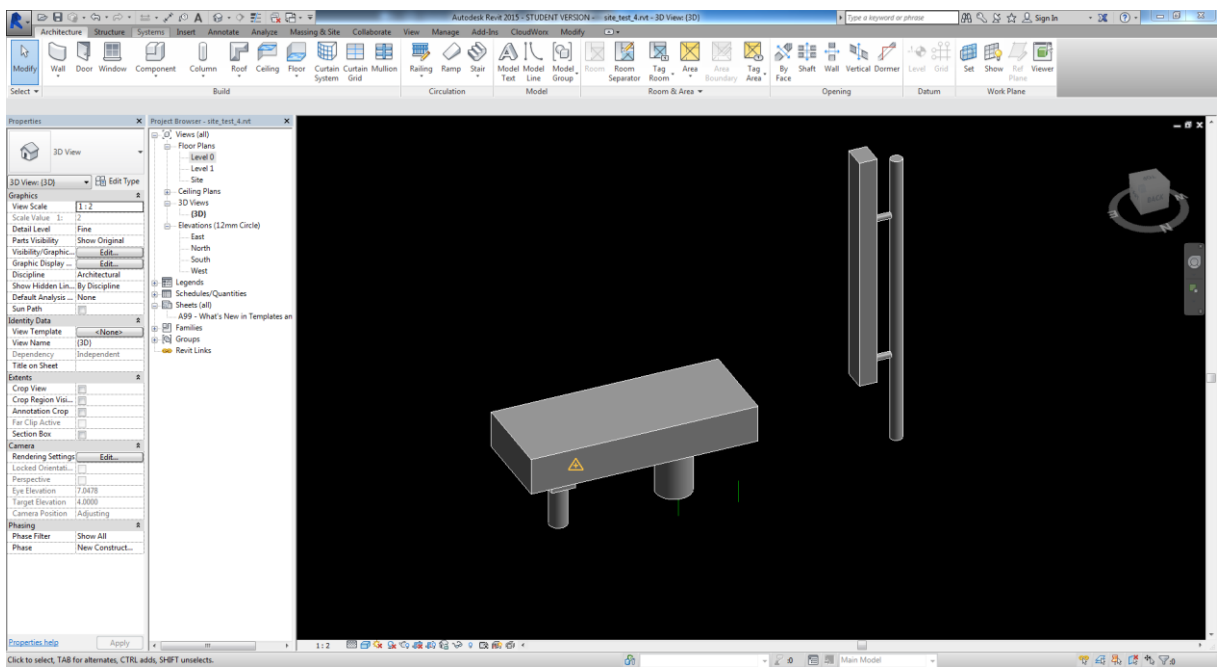 Autodesk Revit 2015 - STUDENT VERSION - site_test_4.rvt - 3D View: {3D}
Type a keyword or phrase
Sign In
Architecture Structure Systems Insert Annotate Analyze Massing & Site Collaborate View Manage Add-Ins CloudWorx Modify
Modify Wall Door Window Component Column Roof Ceiling Floor Curtain System Curtain Grid Mullion Railing Ramp Stair Model Text Model Line Model Group Room Room Separator Tag Room Area Area Boundary Tag Area By Face Shaft Wall Vertical Dormer Level Grid Set Show Ref Plane Viewer
Select Build Circulation Model Room & Area Opening Datum Work Plane
Properties
3D View
3D View: {3D} Edit Type
Graphics
View Scale 1 : 2
Scale Value 1: 2
Detail Level Fine
Parts Visibility Show Original
Visibility/Graphic... Edit...
Graphic Display ... Edit...
Discipline Architectural
Show Hidden Lin... By Discipline
Default Analysis ... None
Sun Path
Identity Data
View Template <None>
View Name {3D}
Dependency Independent
Title on Sheet
Extents
Crop View
Crop Region Visi...
Annotation Crop
Far Clip Active
Section Box
Camera
Rendering Settings Edit...
Locked Orientati...
Perspective
Eye Elevation 7.0478
Target Elevation 4.0000
Camera Position Adjusting
Phasing
Phase Filter Show All
Phase New Construct...
Properties help Apply
Project Browser - site_test_4.rvt
Views (all)
Floor Plans
Level 0
Level 1
Site
Ceiling Plans
3D Views
{3D}
Elevations (12mm Circle)
East
North
South
West
Legends
Schedules/Quantities
Sheets (all)
A99 - What's New in Templates an
Families
Groups
Revit Links
BACK
N
1 : 2
Click to select, TAB for alternates, CTRL adds, SHIFT unselects.
:0
Main Model
:0